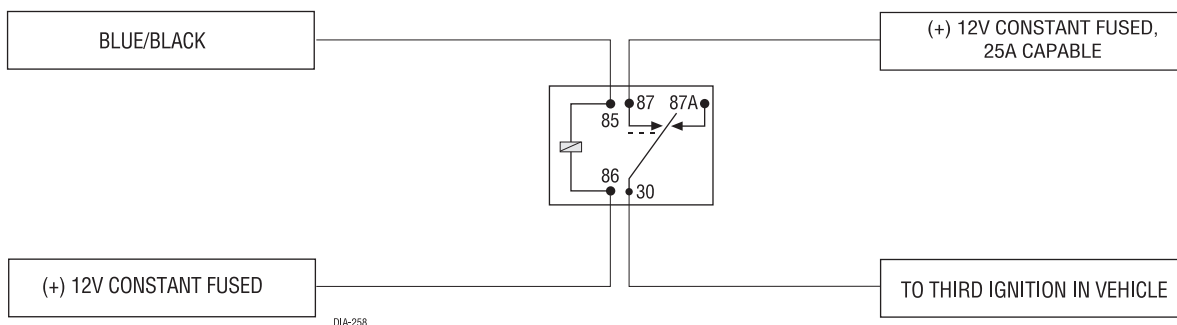 BLUE/BLACK
(+) 12V CONSTANT FUSED,
25A CAPABLE
87 87A
85
86
30
(+) 12V CONSTANT FUSED
TO THIRD IGNITION IN VEHICLE
DIA-258